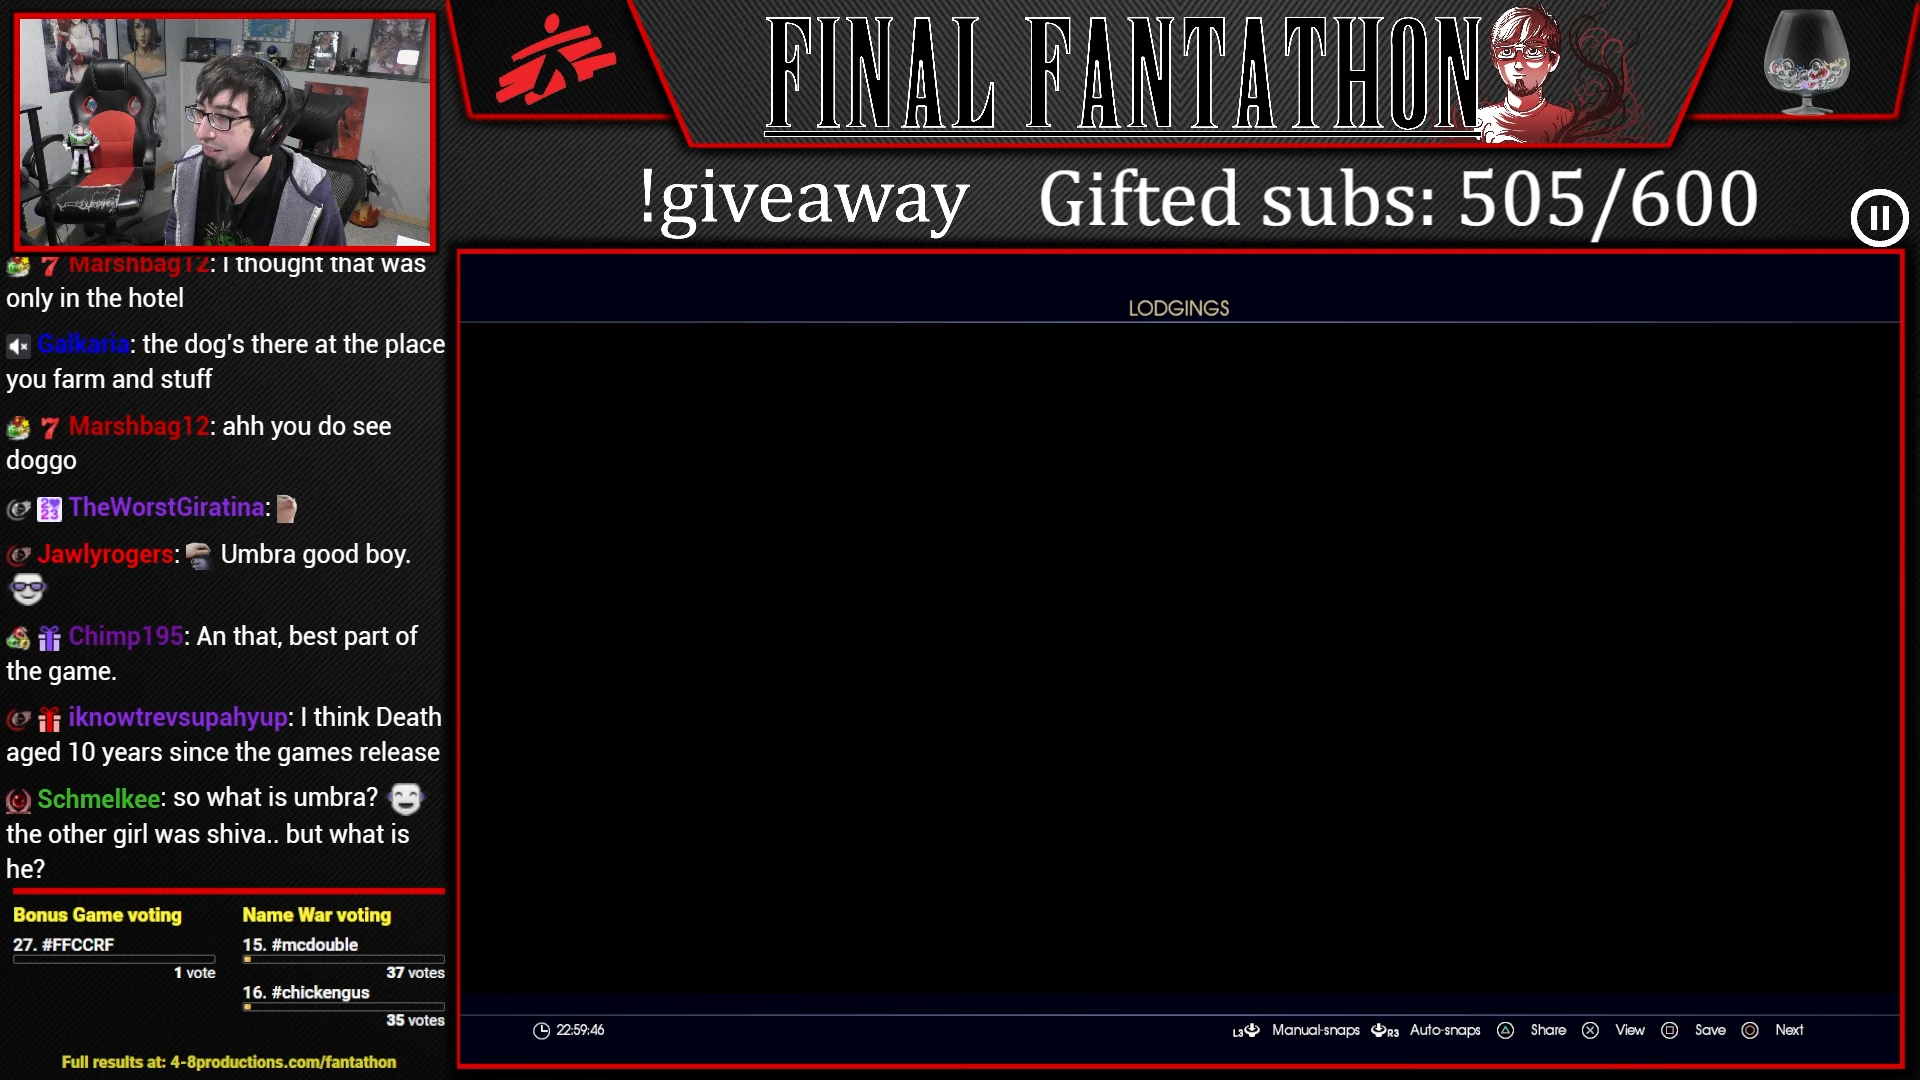 FINAL FANTATHON
!giveaway Gifted subs: 505/600
7 Marshbag12: I thought that was
only in the hotel
Galkaria: the dog's there at the place
you farm and stuff
7 Marshbag12: ahh you do see
doggo
TheWorstGiratina:
Jawlyrogers: Umbra good boy.
Chimp195: An that, best part of
the game.
iknowtrevsupahyup: I think Death
aged 10 years since the games release
Schmelkee: so what is umbra?
the other girl was shiva.. but what is
he?
Bonus Game voting
27. #FFCCRF
1 vote
Name War voting
15. #mcdouble
37 votes
16. #chickengus
35 votes
Full results at: 4-8productions.com/fantathon
LODGINGS
22:59:46
L3 Manual-snaps R3 Auto-snaps Share View Save Next